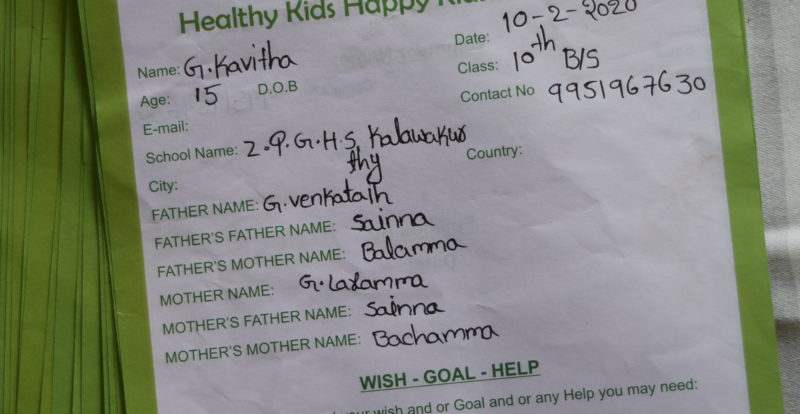 Healthy Kids Happy
Date: 10-2-2020
Name: G.Kavitha
Class: 10th B/S
Age: 15 D.O.B
Contact No 9951967630
E-mail:
School Name: Z.P.G.H.S. Kalwakur
thy
Country:
City:
FATHER NAME: G.venkataih
FATHER'S FATHER NAME: Sainna
FATHER'S MOTHER NAME: Balamma
MOTHER NAME: G.Laxamma
MOTHER'S FATHER NAME: Sainna
MOTHER'S MOTHER NAME: Bachamma
WISH - GOAL - HELP
wish and or Goal and or any Help you may need: